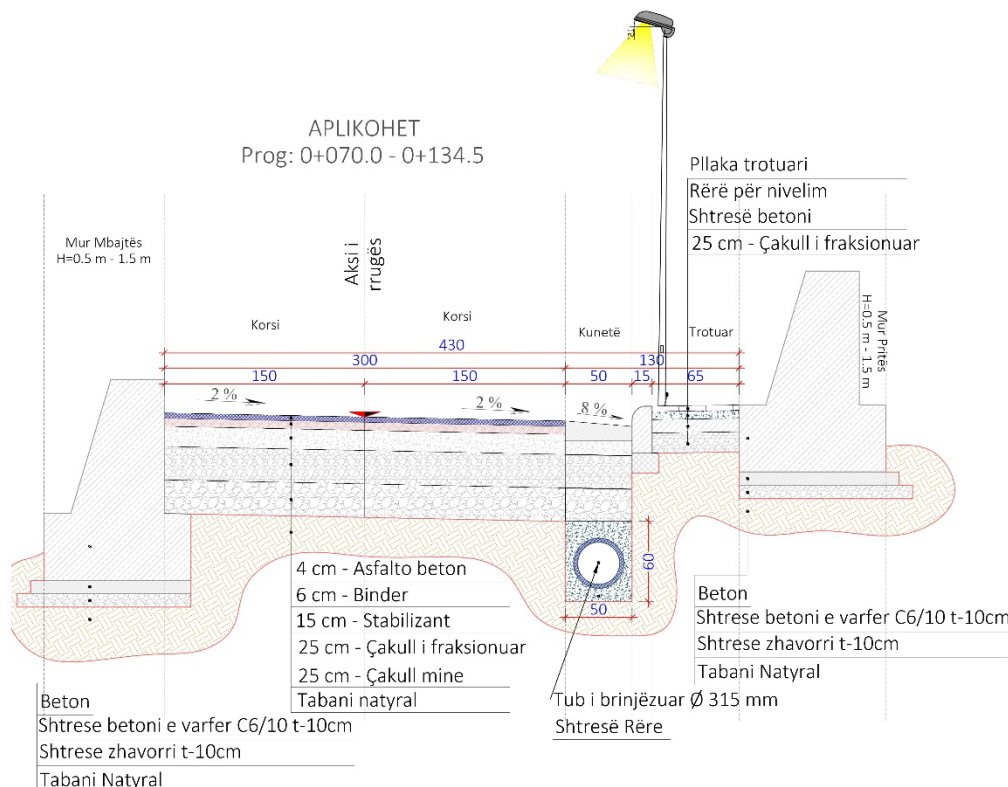 APLIKOHET
Prog: 0+070.0 - 0+134.5
Pllaka trotuari
Rërë për nivelim
Shtresë betoni
25 cm - Çakull i fraksionuar
Mur Mbajtës
H=0.5 m - 1.5 m
Aksi i
rrugës
Mur Pritës
H=0.5 m - 1.5 m
Korsi
Korsi
Kunetë
Trotuar
430
300
130
150
150
50
15
65
2 %
2 %
8 %
60
50
4 cm - Asfalto beton
6 cm - Binder
15 cm - Stabilizant
25 cm - Çakull i fraksionuar
25 cm - Çakull mine
Tabani natyral
Beton
Shtrese betoni e varfer C6/10 t-10cm
Shtrese zhavorri t-10cm
Tabani Natyral
Tub i brinjëzuar Ø 315 mm
Shtresë Rëre
Beton
Shtrese betoni e varfer C6/10 t-10cm
Shtrese zhavorri t-10cm
Tabani Natyral